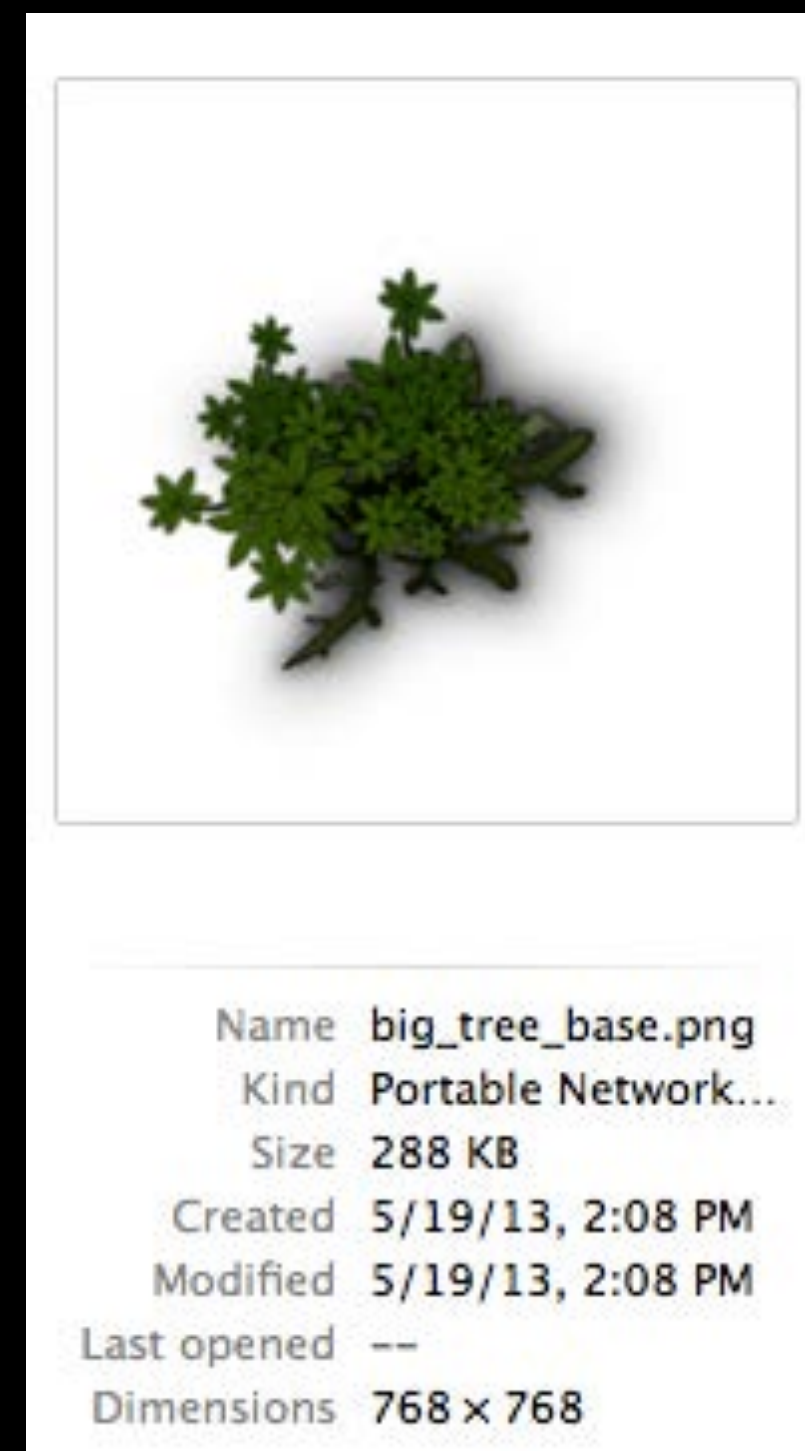 Name big_tree_base.png
Kind Portable Network...
Size 288 KB
Created 5/19/13, 2:08 PM
Modified 5/19/13, 2:08 PM
Last opened --
Dimensions 768 × 768